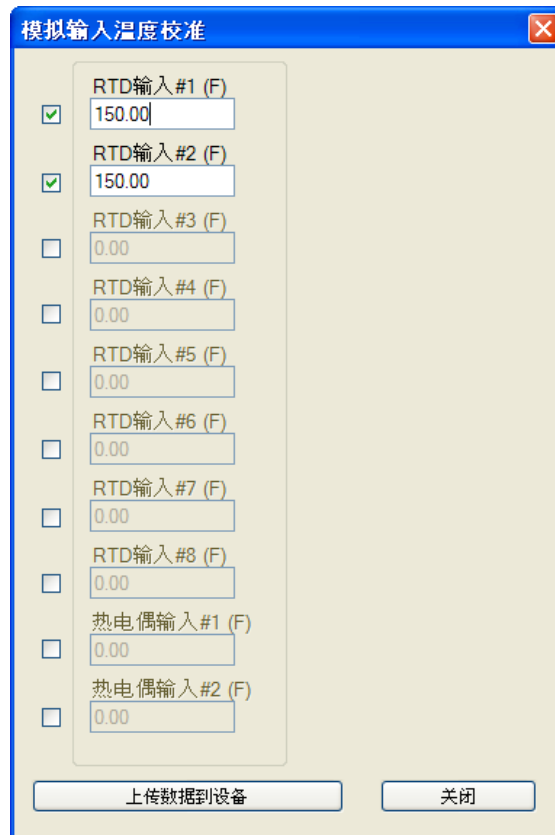 模拟输入温度校准
RTD输入#1 (F)
150.00
RTD输入#2 (F)
150.00
RTD输入#3 (F)
0.00
RTD输入#4 (F)
0.00
RTD输入#5 (F)
0.00
RTD输入#6 (F)
0.00
RTD输入#7 (F)
0.00
RTD输入#8 (F)
0.00
热电偶输入#1 (F)
0.00
热电偶输入#2 (F)
0.00
上传数据到设备
关闭